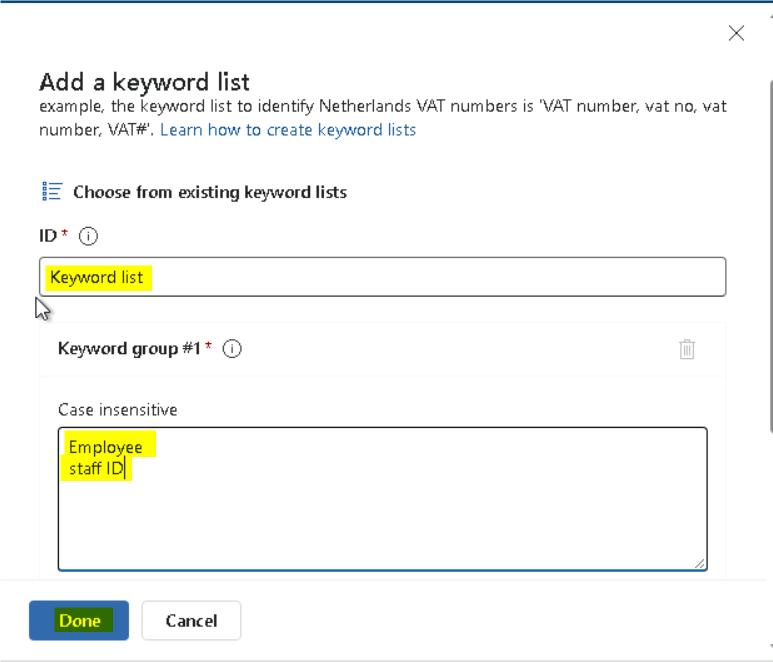 Add a keyword list
example, the keyword list to identify Netherlands VAT numbers is 'VAT number, vat no, vat
number, VAT#'. Learn how to create keyword lists
Choose from existing keyword lists
ID *
Keyword list
Keyword group #1 *
Case insensitive
Employee
staff ID
Done Cancel